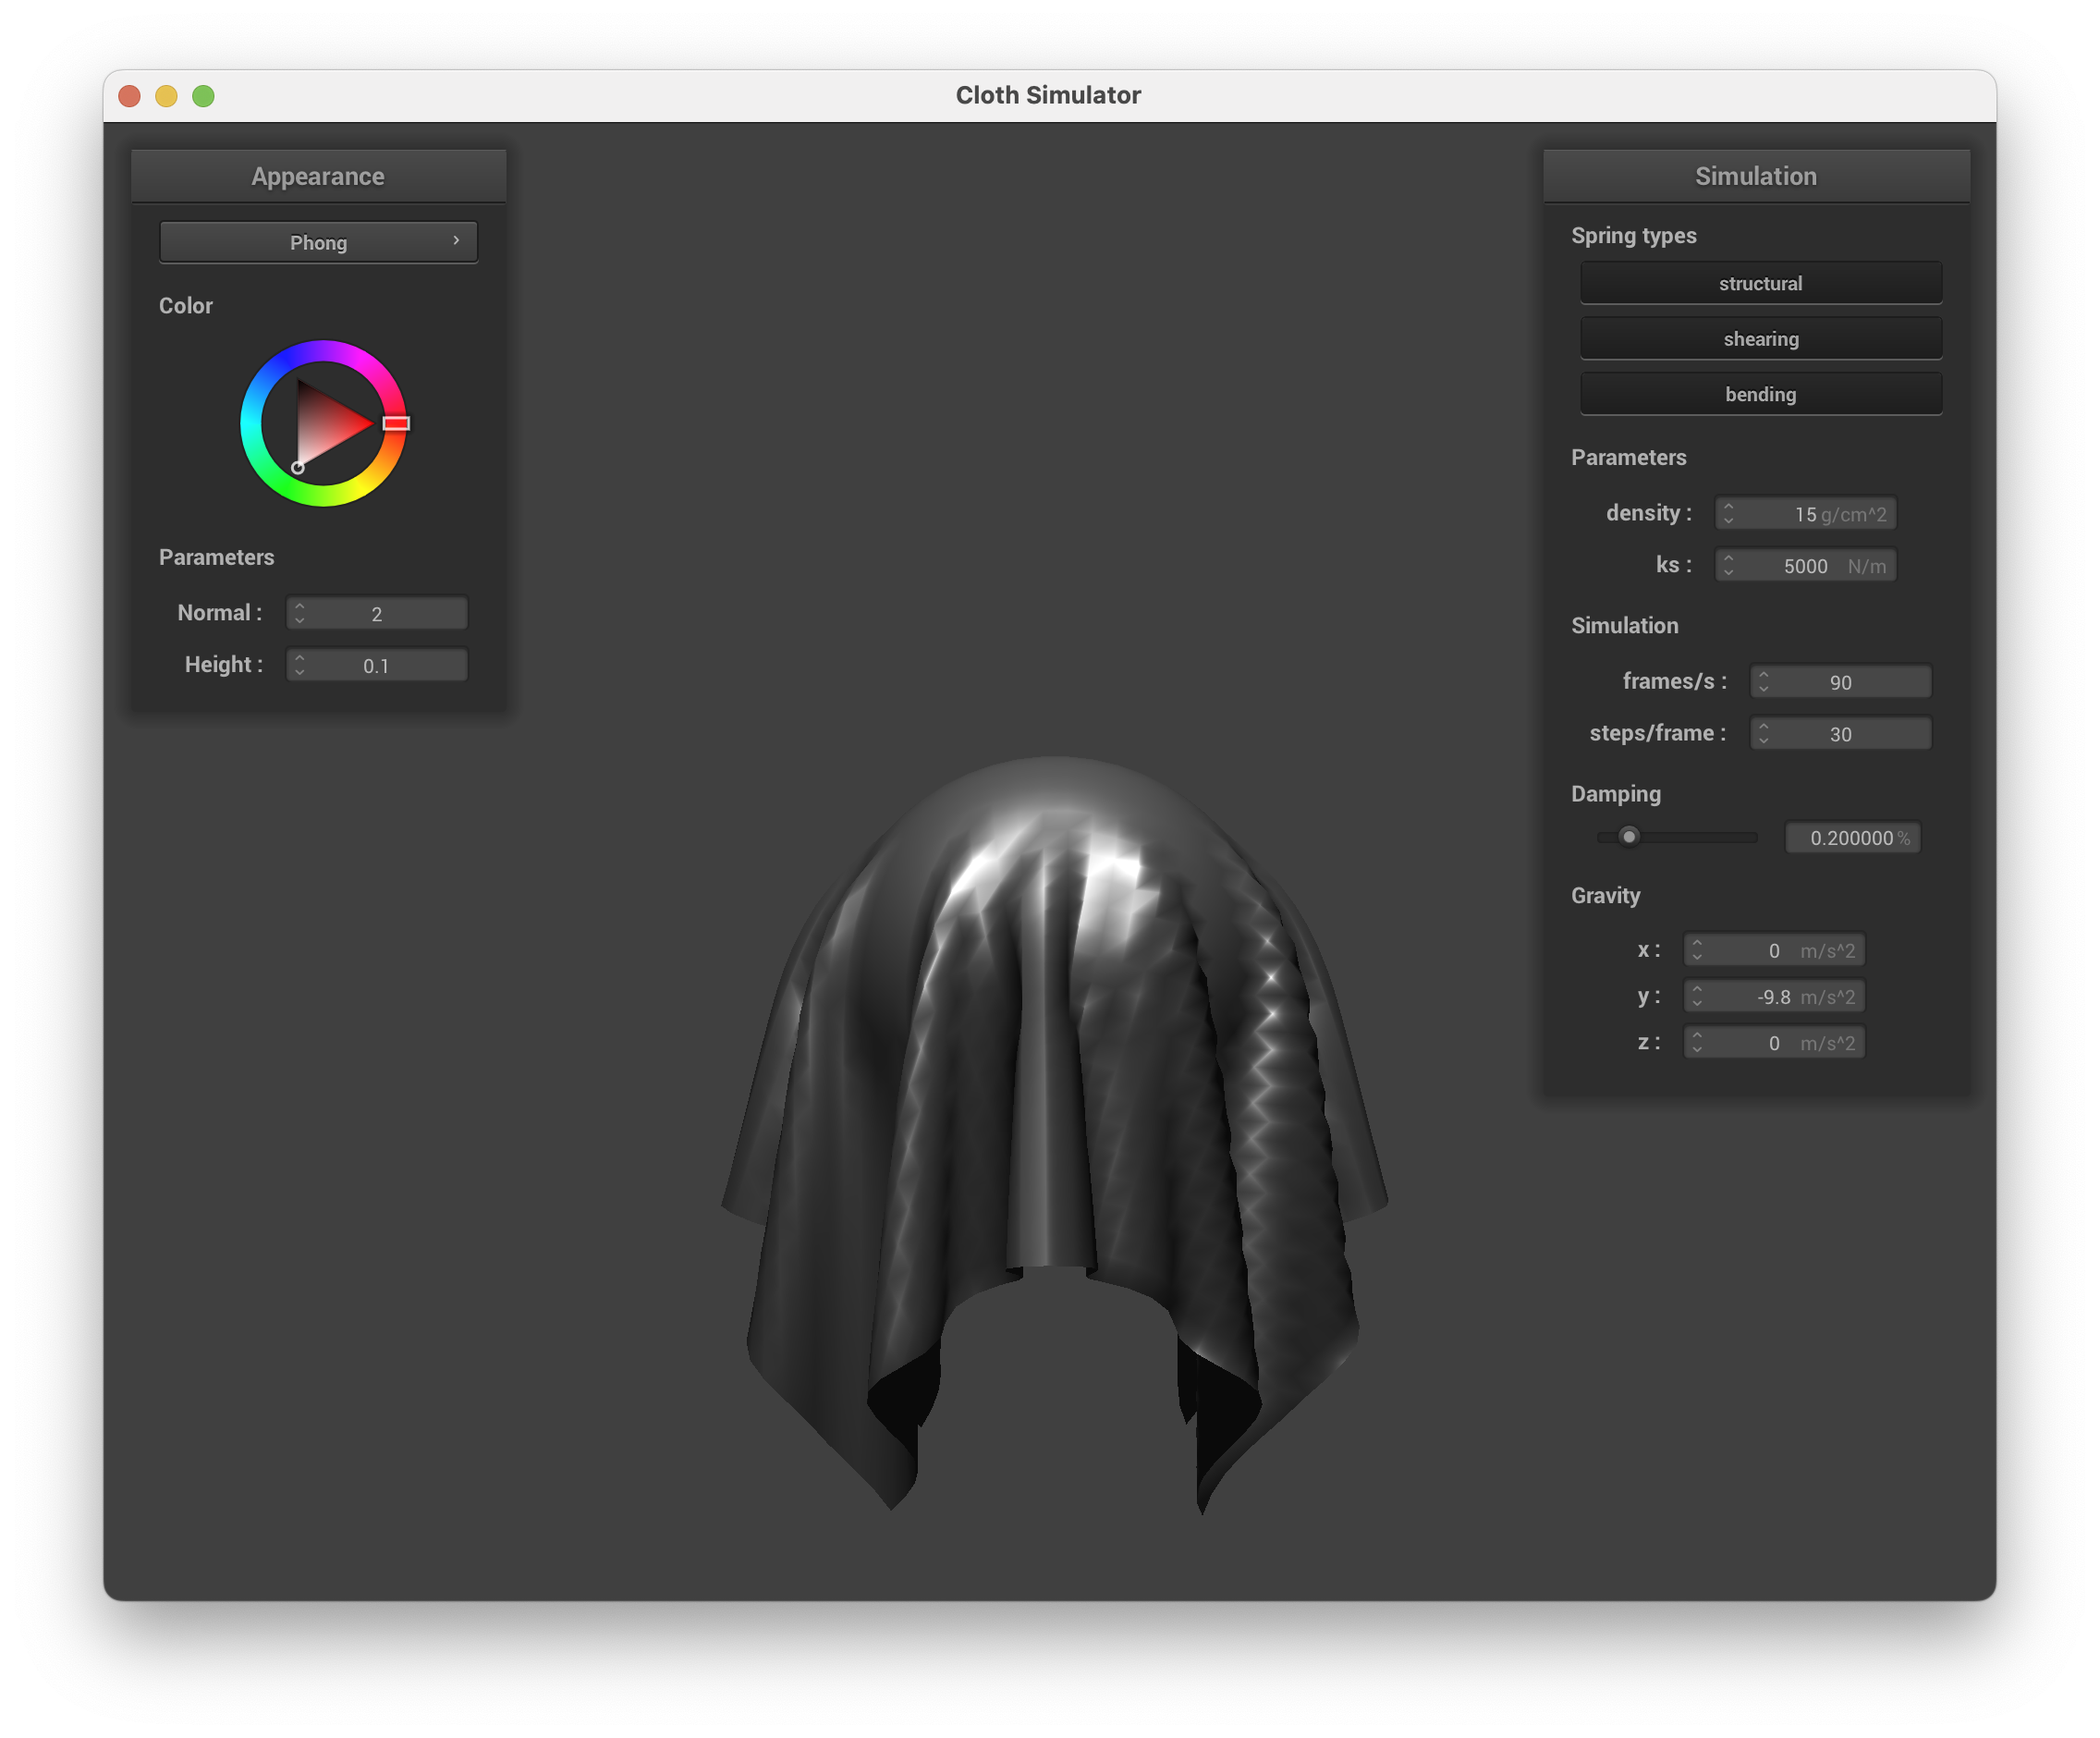 Cloth Simulator
Appearance
Phong
Color
Parameters
Normal : 2
Height : 0.1
Simulation
Spring types
structural
shearing
bending
Parameters
density : 15 g/cm^2
ks : 5000 N/m
Simulation
frames/s : 90
steps/frame : 30
Damping
0.200000 %
Gravity
x : 0 m/s^2
y : -9.8 m/s^2
z : 0 m/s^2